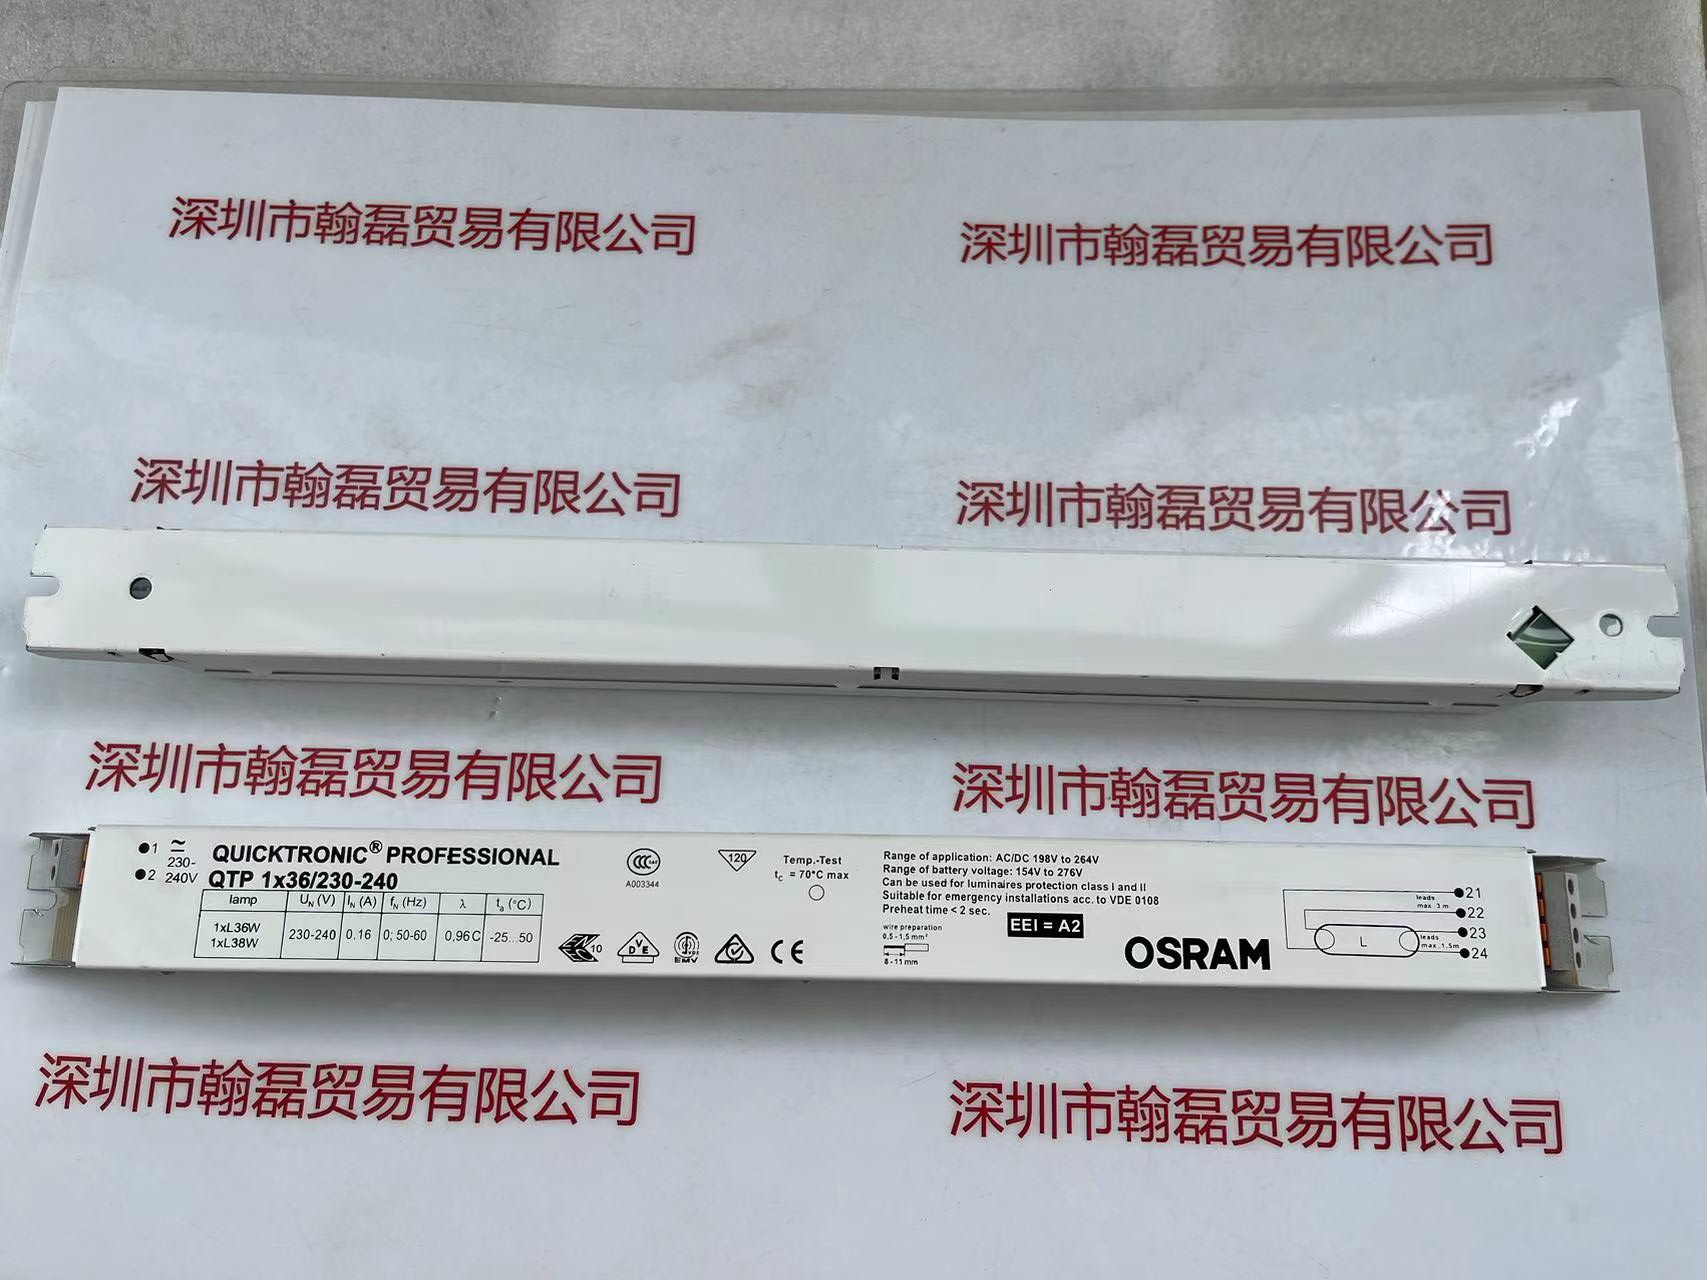 深圳市翰磊贸易有限公司 深圳市翰磊贸易有限公司
深圳市翰磊贸易有限公司 深圳市翰磊贸易有限公司
深圳市翰磊贸易有限公司 深圳市翰磊贸易有限公司
1 ≂ 230-
2 240V
QUICKTRONIC® PROFESSIONAL
QTP 1x36/230-240
lamp UN (V) IN (A) fN (Hz) λ ta (°C)
1xL36W
1xL38W
230-240 0,16 0; 50-60 0,96C -25...50
CCC
A003344
120
10
DVE
VDE
EMV
CE
Temp.-Test
tc = 70°C max
Range of application: AC/DC 198V to 264V
Range of battery voltage: 154V to 276V
Can be used for luminaires protection class I and II
Suitable for emergency installations acc. to VDE 0108
Preheat time < 2 sec.
EEI = A2
wire preparation
0,5-1,5 mm²
8-11 mm
OSRAM
leads
max. 3 m
L
leads
max. 1,5m
21
22
23
24
深圳市翰磊贸易有限公司 深圳市翰磊贸易有限公司